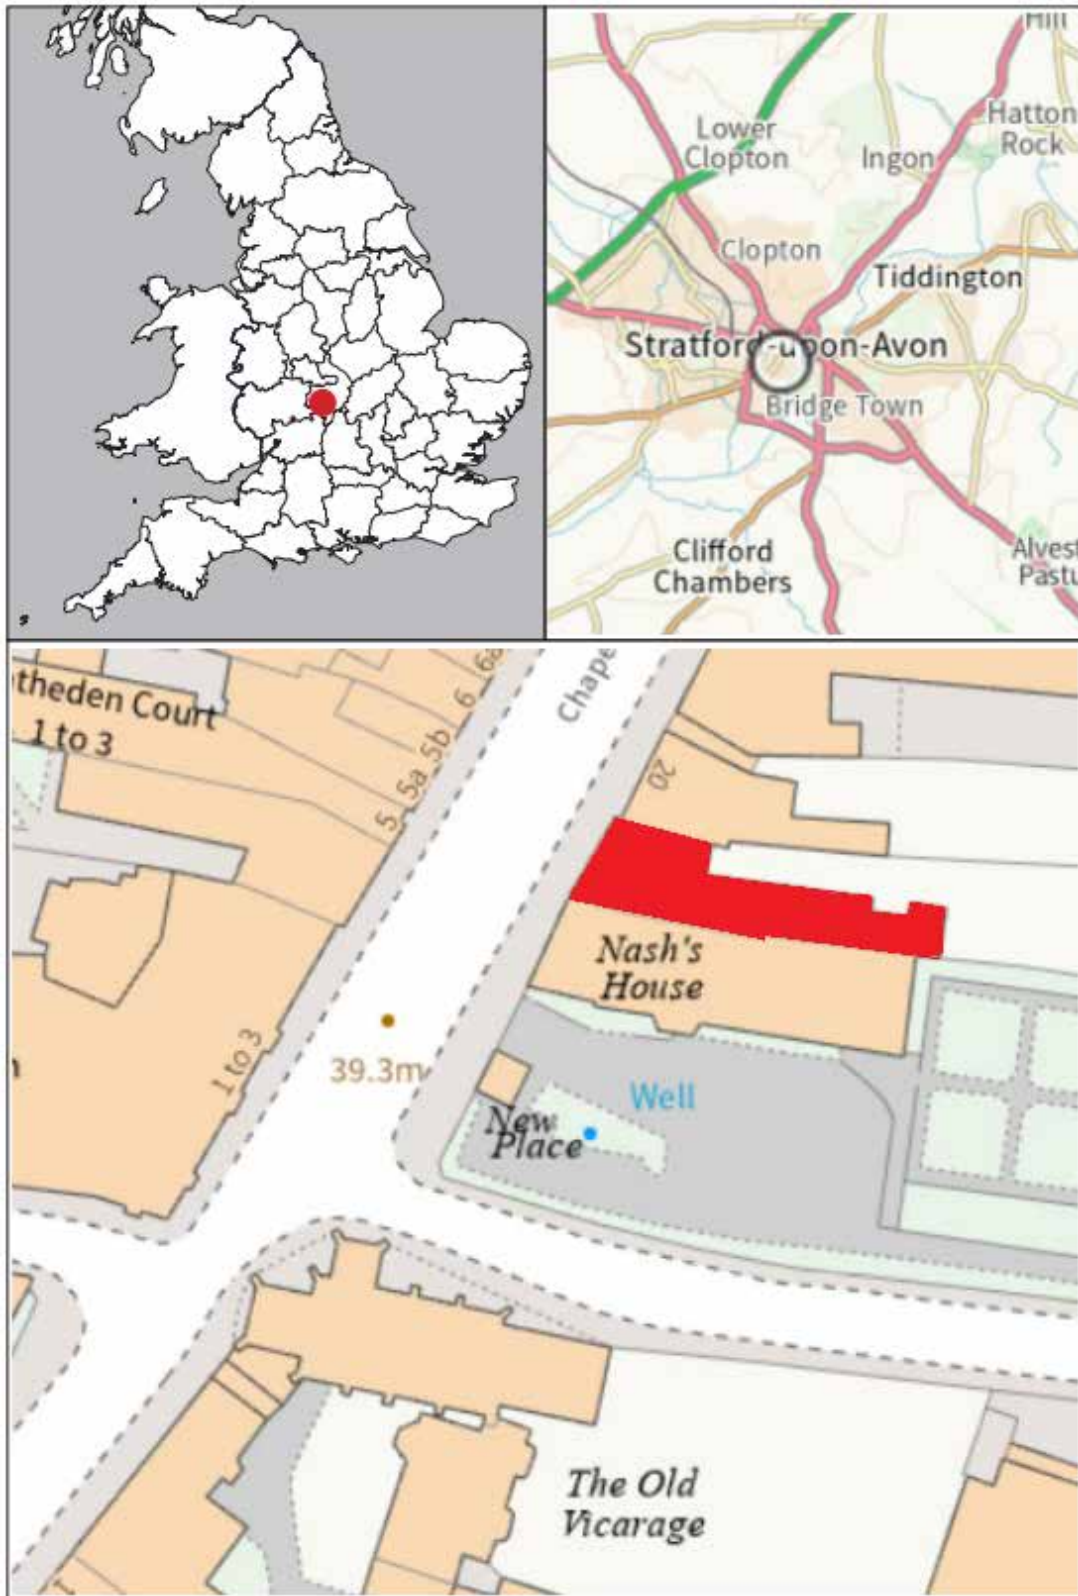 Hill
Hatton
Rock
Lower
Clopton
Ingon
Clopton
Tiddington
Stratford-upon-Avon
Bridge Town
Clifford
Chambers
Alvest
Pastu
theden Court
1 to 3
6a
6
5b
5a
5
Chape
20
Nash's
House
1 to 3
39.3m
Well
New
Place
The Old
Vicarage